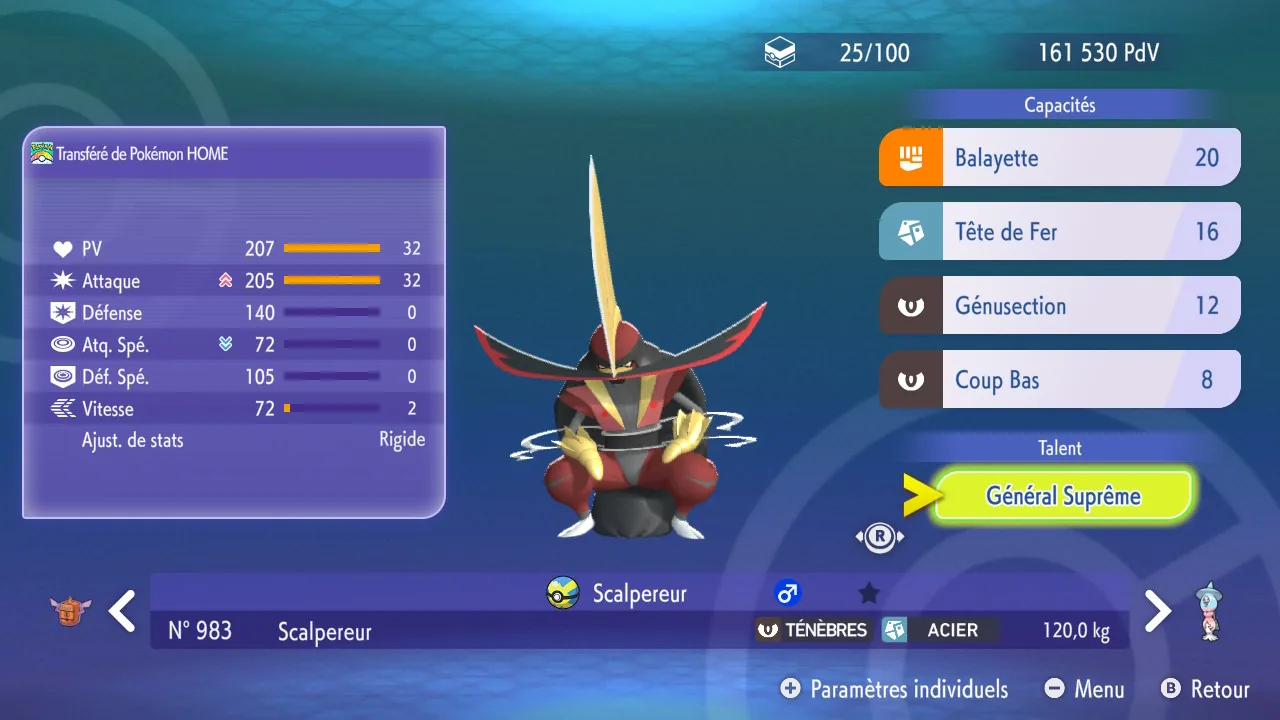 25/100
161 530 PdV
Transféré de Pokémon HOME
PV 207 32
Attaque 205 32
Défense 140 0
Atq. Spé. 72 0
Déf. Spé. 105 0
Vitesse 72 2
Ajust. de stats Rigide
Capacités
Balayette 20
Tête de Fer 16
Génusection 12
Coup Bas 8
Talent
Général Suprême
R
Scalpereur
N° 983 Scalpereur TÉNÈBRES ACIER 120,0 kg
+ Paramètres individuels - Menu B Retour